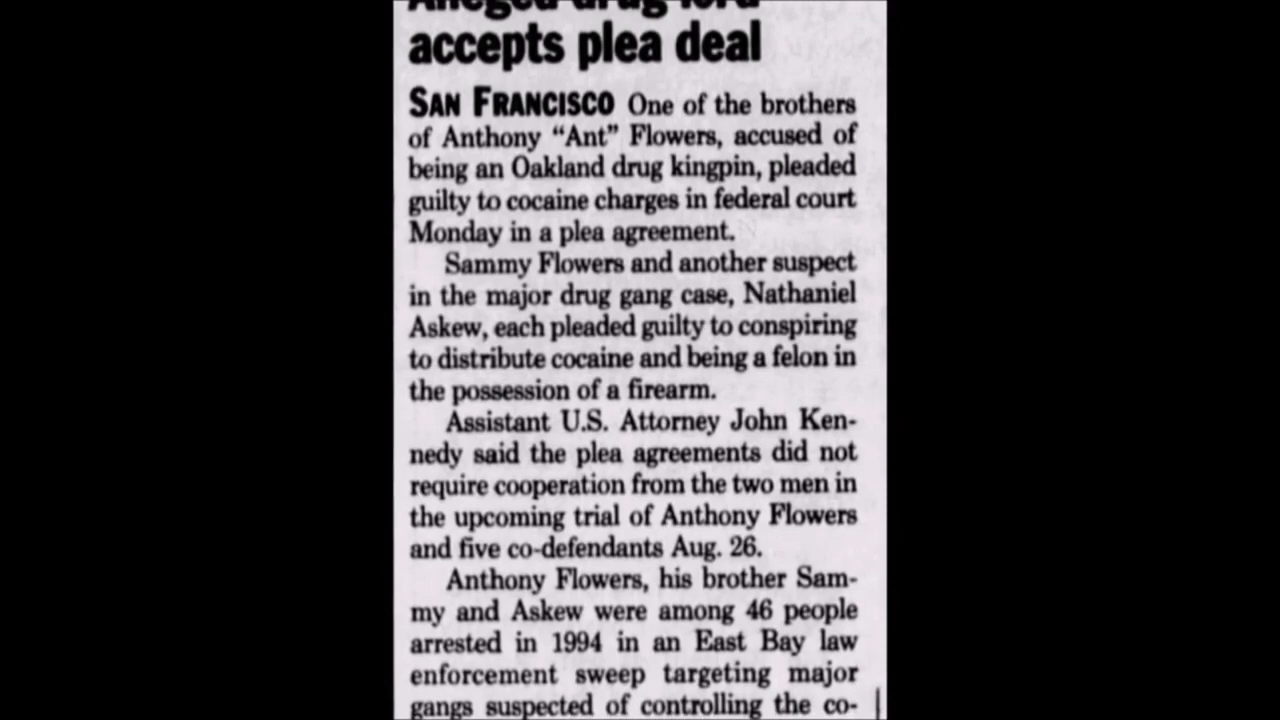 Alleged drug lord
accepts plea deal
SAN FRANCISCO One of the brothers
of Anthony “Ant” Flowers, accused of
being an Oakland drug kingpin, pleaded
guilty to cocaine charges in federal court
Monday in a plea agreement.
Sammy Flowers and another suspect
in the major drug gang case, Nathaniel
Askew, each pleaded guilty to conspiring
to distribute cocaine and being a felon in
the possession of a firearm.
Assistant U.S. Attorney John Ken-
nedy said the plea agreements did not
require cooperation from the two men in
the upcoming trial of Anthony Flowers
and five co-defendants Aug. 26.
Anthony Flowers, his brother Sam-
my and Askew were among 46 people
arrested in 1994 in an East Bay law
enforcement sweep targeting major
gangs suspected of controlling the co-